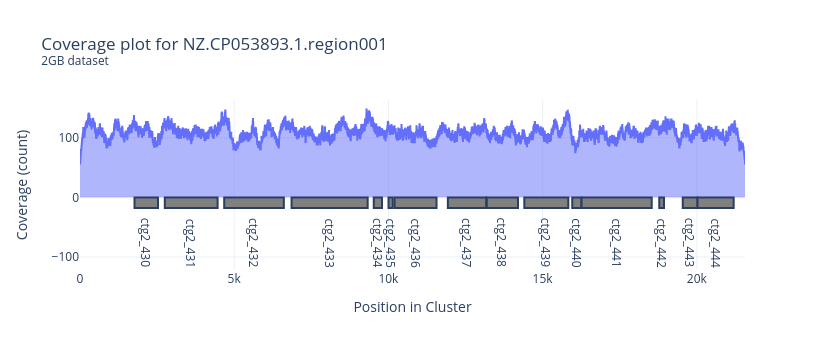 Coverage plot for NZ.CP053893.1.region001
2GB dataset
Coverage (count)
100
0
−100
ctg2_430
ctg2_431
ctg2_432
ctg2_433
ctg2_434
ctg2_435
ctg2_436
ctg2_437
ctg2_438
ctg2_439
ctg2_440
ctg2_441
ctg2_442
ctg2_443
ctg2_444
0
5k
10k
15k
20k
Position in Cluster